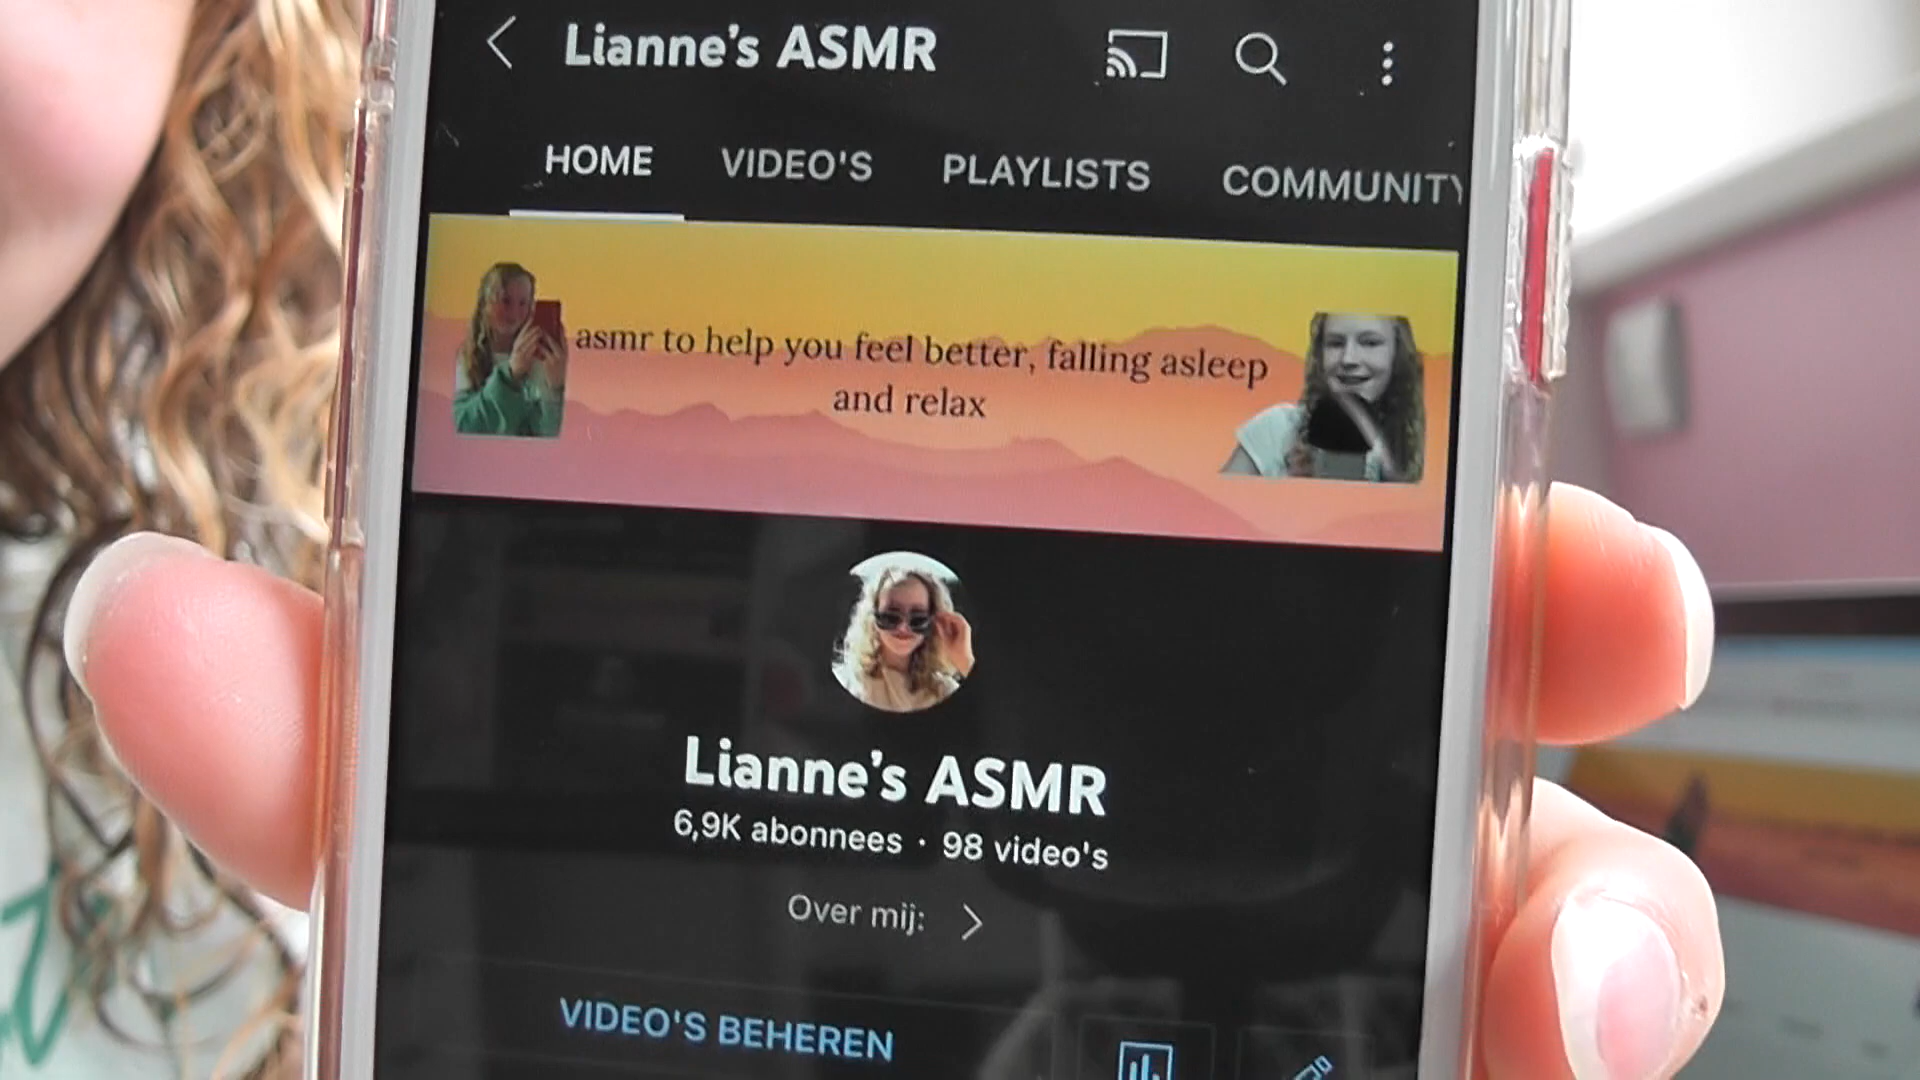 Lianne's ASMR
HOME VIDEO'S PLAYLISTS COMMUNITY
asmr to help you feel better, falling asleep
and relax
Lianne's ASMR
6,9K abonnees · 98 video's
Over mij:
VIDEO'S BEHEREN